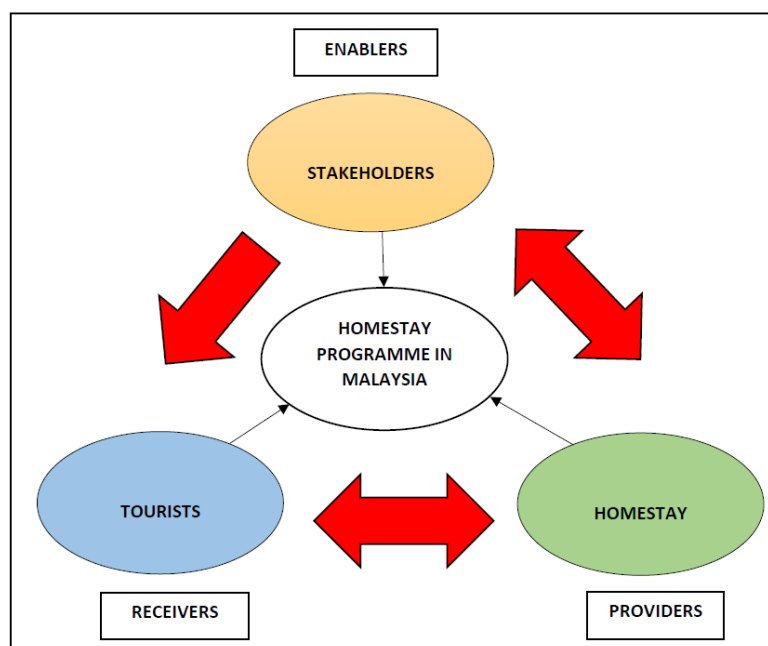 ENABLERS
STAKEHOLDERS
HOMESTAY
PROGRAMME IN
MALAYSIA
TOURISTS
HOMESTAY
RECEIVERS
PROVIDERS